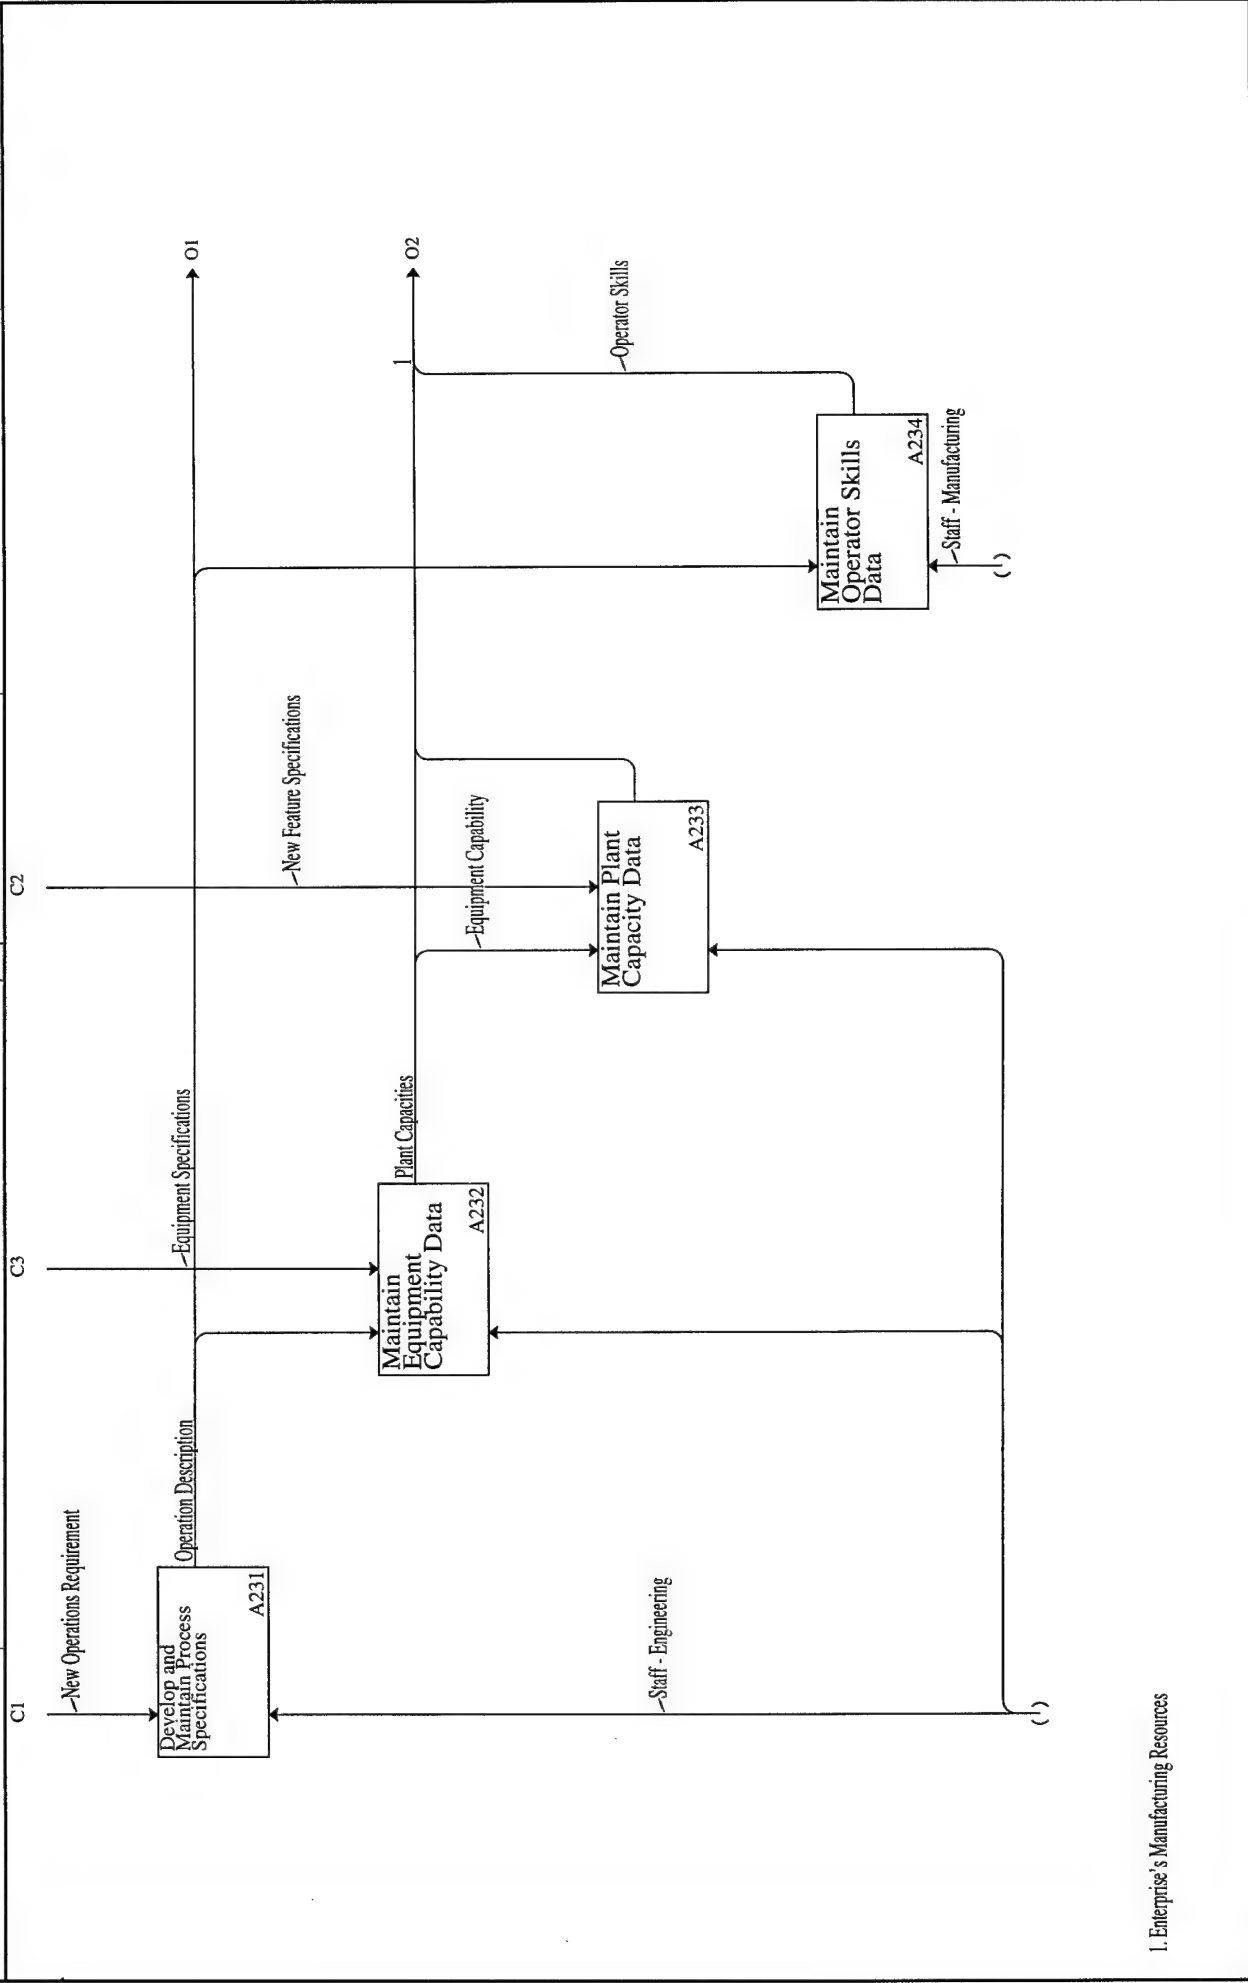 C1
C3
C2
New Operations Requirement
Develop and
Maintain Process
Specifications
A231
Operation Description
Equipment Specifications
O1
New Feature Specifications
Maintain
Equipment
Capability Data
A232
Plant Capacities
1
O2
Equipment Capability
Maintain Plant
Capacity Data
A233
Operator Skills
Staff - Engineering
Maintain
Operator Skills
Data
A234
Staff - Manufacturing
( )
( )
1. Enterprise's Manufacturing Resources